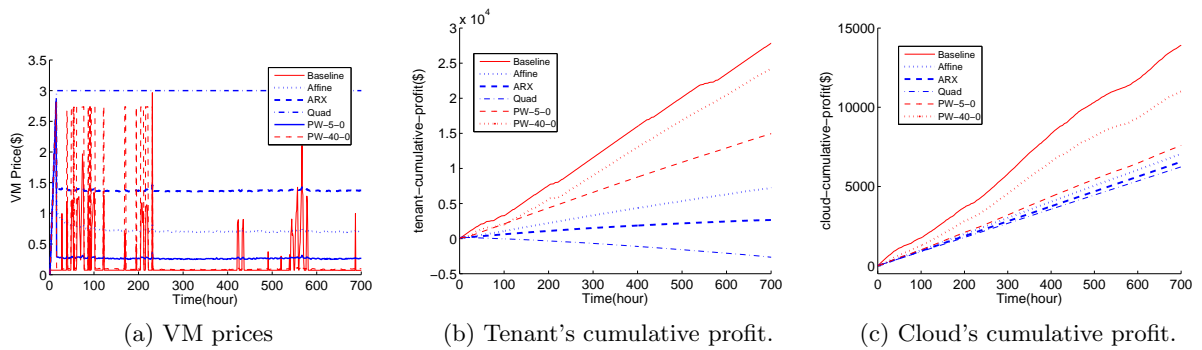 3.5
3
2.5
2
1.5
1
0.5
0
VM Price($)
0 100 200 300 400 500 600 700
Time(hour)
Baseline
Affine
ARX
Quad
PW-5-0
PW-40-0
(a) VM prices
x 10^4
3
2.5
2
1.5
1
0.5
0
−0.5
tenant−cumulative−profit($)
0 100 200 300 400 500 600 700
Time(hour)
Baseline
Affine
ARX
Quad
PW-5-0
PW-40-0
(b) Tenant's cumulative profit.
15000
10000
5000
0
cloud−cumulative−profit($)
0 100 200 300 400 500 600 700
Time(hour)
Baseline
Affine
ARX
Quad
PW-5-0
PW-40-0
(c) Cloud's cumulative profit.